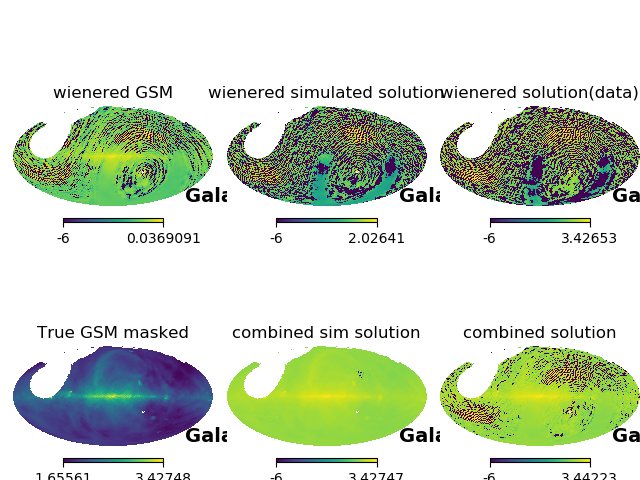 wienered GSM
wienered simulated solution
wienered solution(data)
Gala
Gala
Ga
-6 0.0369091
-6 2.02641
-6 3.42653
True GSM masked
combined sim solution
combined solution
Gala
Gala
Ga
1.65561 3.42748
-6 3.42747
-6 3.44223